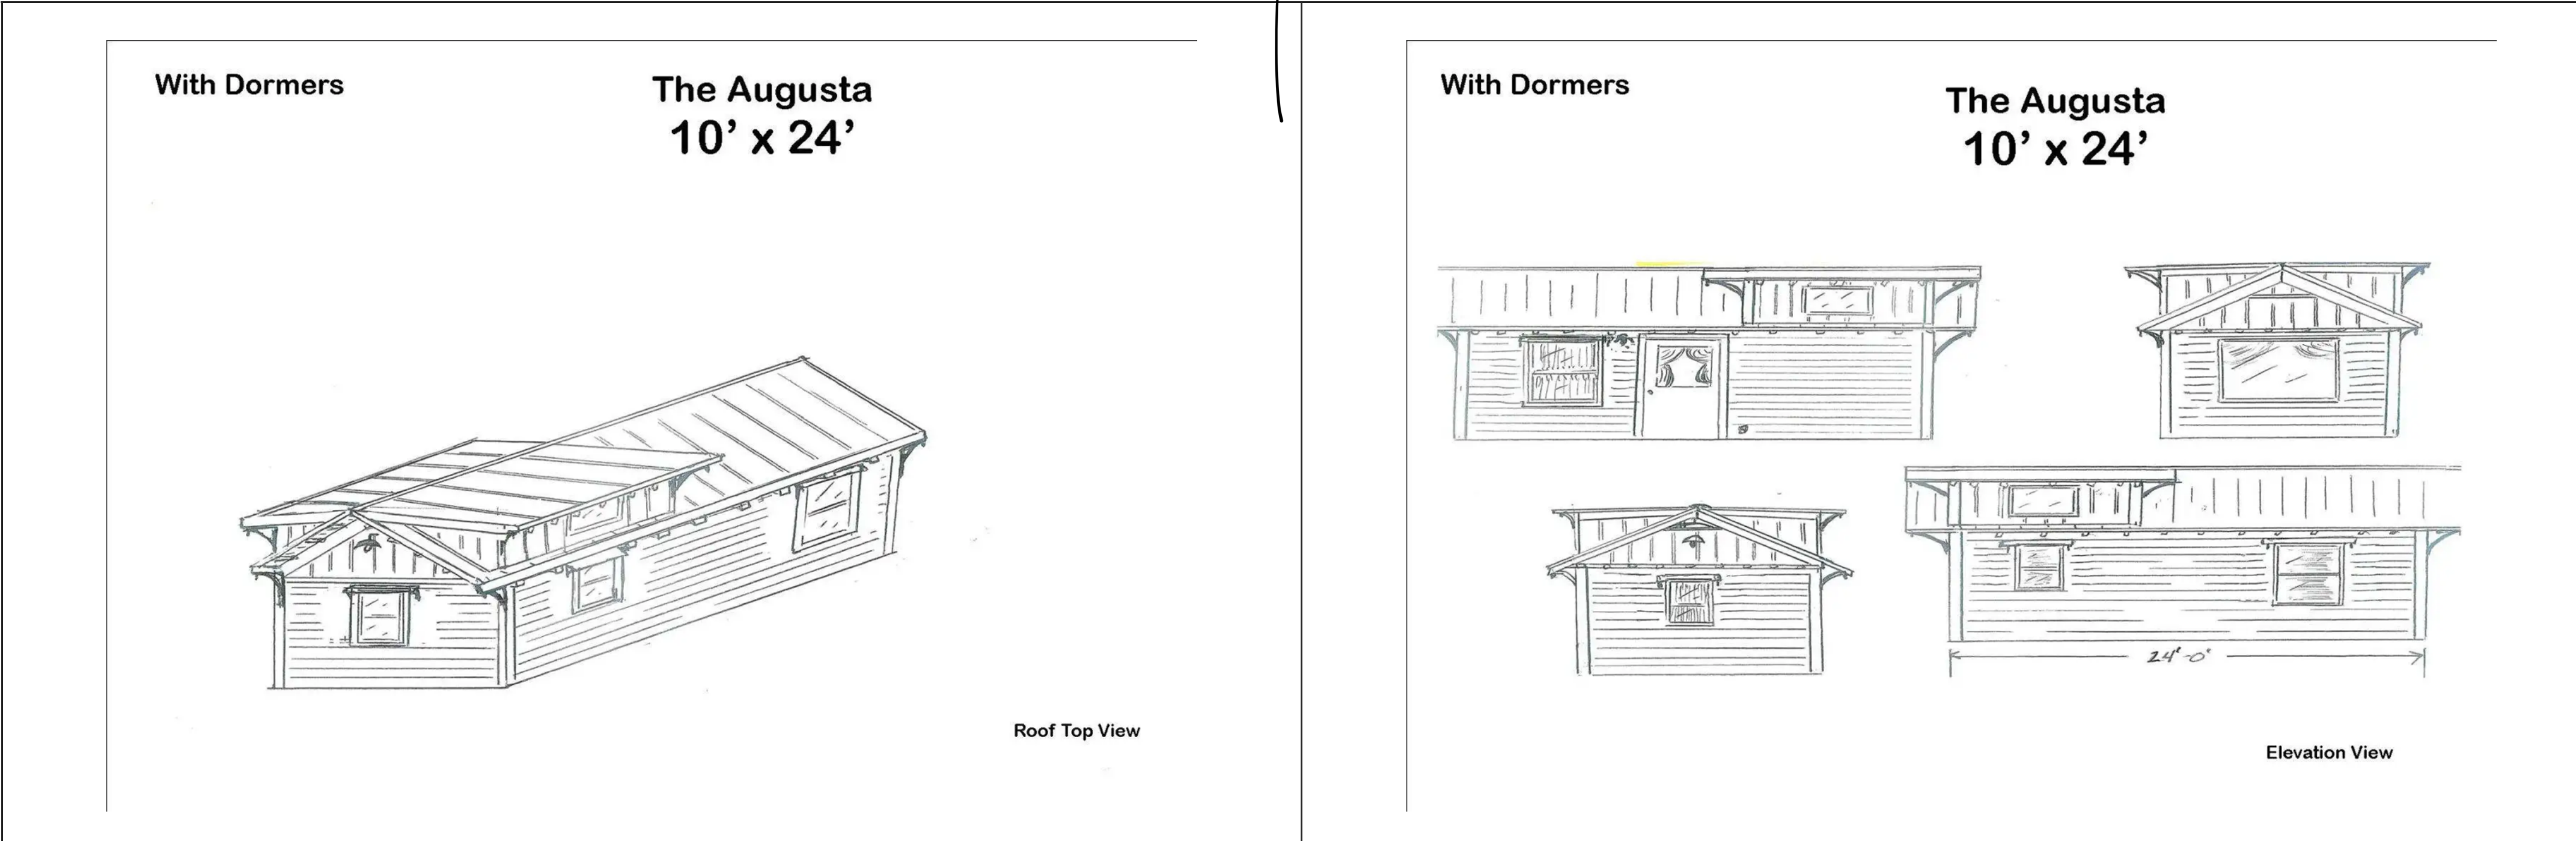 With Dormers
The Augusta
10' x 24'
Roof Top View
With Dormers
The Augusta
10' x 24'
24'-0"
Elevation View